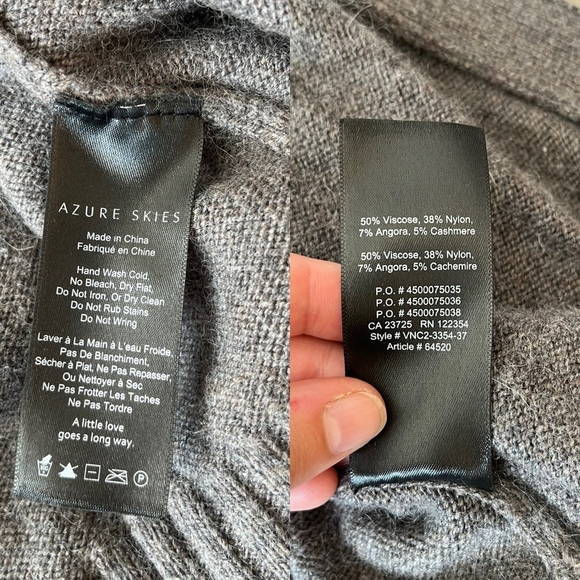 AZURE SKIES
Made in China
Fabriqué en Chine
Hand Wash Cold,
No Bleach, Dry Flat,
Do Not Iron. Or Dry Clean
Do Not Rub Stains
Do Not Wring
Laver à La Main à L'eau Froide,
Pas De Blanchiment,
Sécher à Plat, Ne Pas Repasser,
Ou Nettoyer à Sec
Ne Pas Frotter Les Taches
Ne Pas Tordre
A little love
goes a long way.
P
50% Viscose, 38% Nylon,
7% Angora, 5% Cashmere
50% Viscose, 38% Nylon,
7% Angora, 5% Cachemire
P.O. # 4500075035
P.O. # 4500075036
P.O. # 4500075038
CA 23725 RN 122354
Style # VNC2-3354-37
Article # 64520